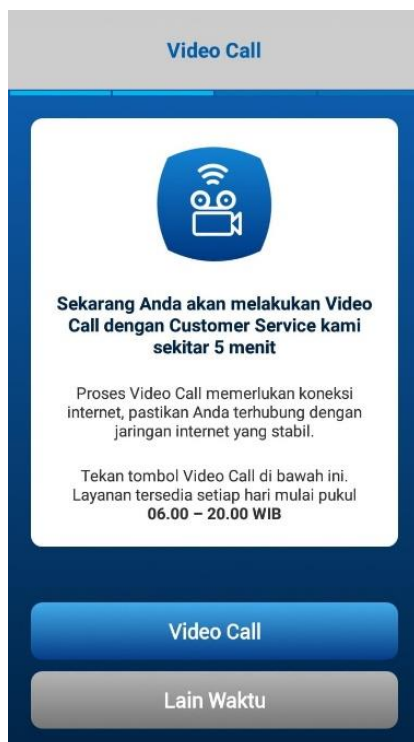 Video Call
Sekarang Anda akan melakukan Video
Call dengan Customer Service kami
sekitar 5 menit
Proses Video Call memerlukan koneksi
internet, pastikan Anda terhubung dengan
jaringan internet yang stabil.
Tekan tombol Video Call di bawah ini.
Layanan tersedia setiap hari mulai pukul
06.00 – 20.00 WIB
Video Call
Lain Waktu